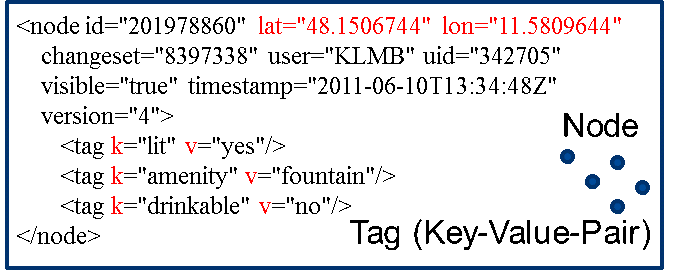 <node id="201978860" lat="48.1506744" lon="11.5809644"
changeset="8397338" user="KLMB" uid="342705"
visible="true" timestamp="2011-06-10T13:34:48Z"
version="4">
<tag k="lit" v="yes"/>
<tag k="amenity" v="fountain"/>
<tag k="drinkable" v="no"/>
</node>
Node
Tag (Key-Value-Pair)